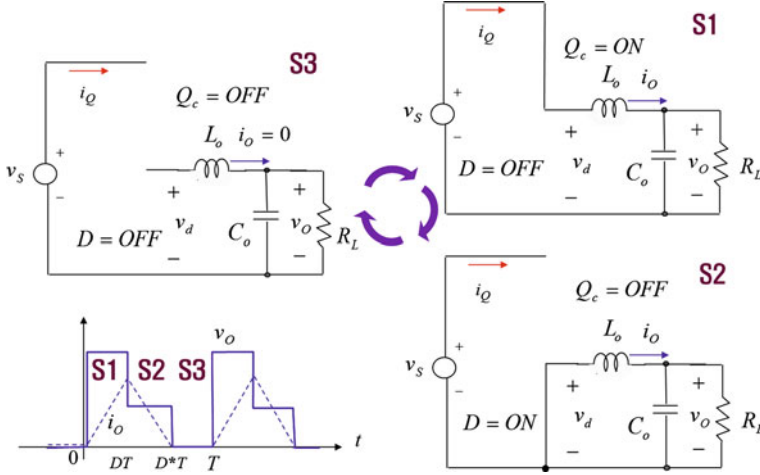 S3
i_Q
Q_c = OFF
L_o i_O = 0
v_S
+
−
D = OFF
+
v_d
−
C_o
+
v_O
−
R_L
S1
i_Q
Q_c = ON
L_o i_O
v_S
+
−
D = OFF
+
v_d
−
C_o
+
v_O
−
R_L
S2
i_Q
Q_c = OFF
L_o i_O
v_S
+
−
D = ON
+
v_d
−
C_o
+
v_O
−
R_L
v_O
S1 S2 S3
i_O
t
0 DT D*T T